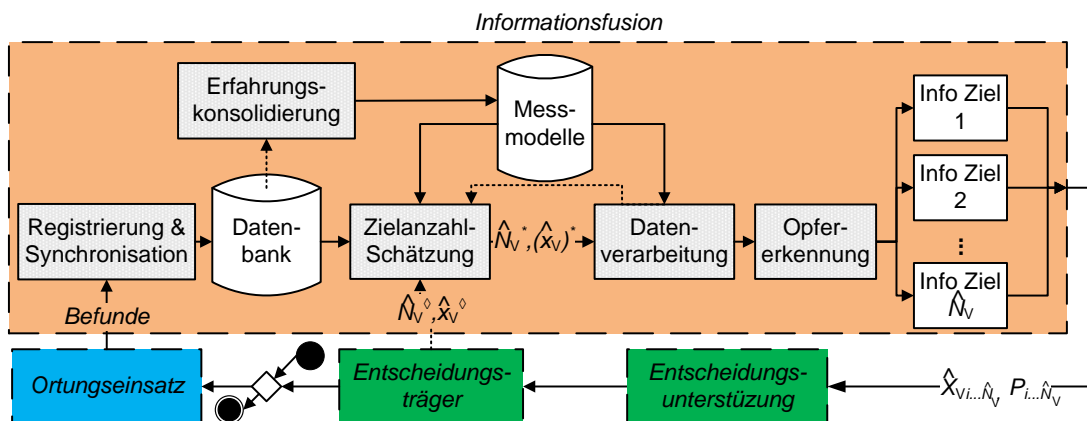 Informationsfusion
Erfahrungs-
konsolidierung
Mess-
modelle
Info Ziel
1
Info Ziel
2
⋮
Info Ziel
N̂V
Registrierung &
Synchronisation
Daten-
bank
Zielanzahl-
Schätzung
N̂V*,(x̂V)*
Daten-
verarbeitung
Opfer-
erkennung
Befunde
N̂V◊,x̂V◊
Ortungseinsatz
Entscheidungs-
träger
Entscheidungs-
unterstüzung
X̂Vi...N̂V, Pi...N̂V